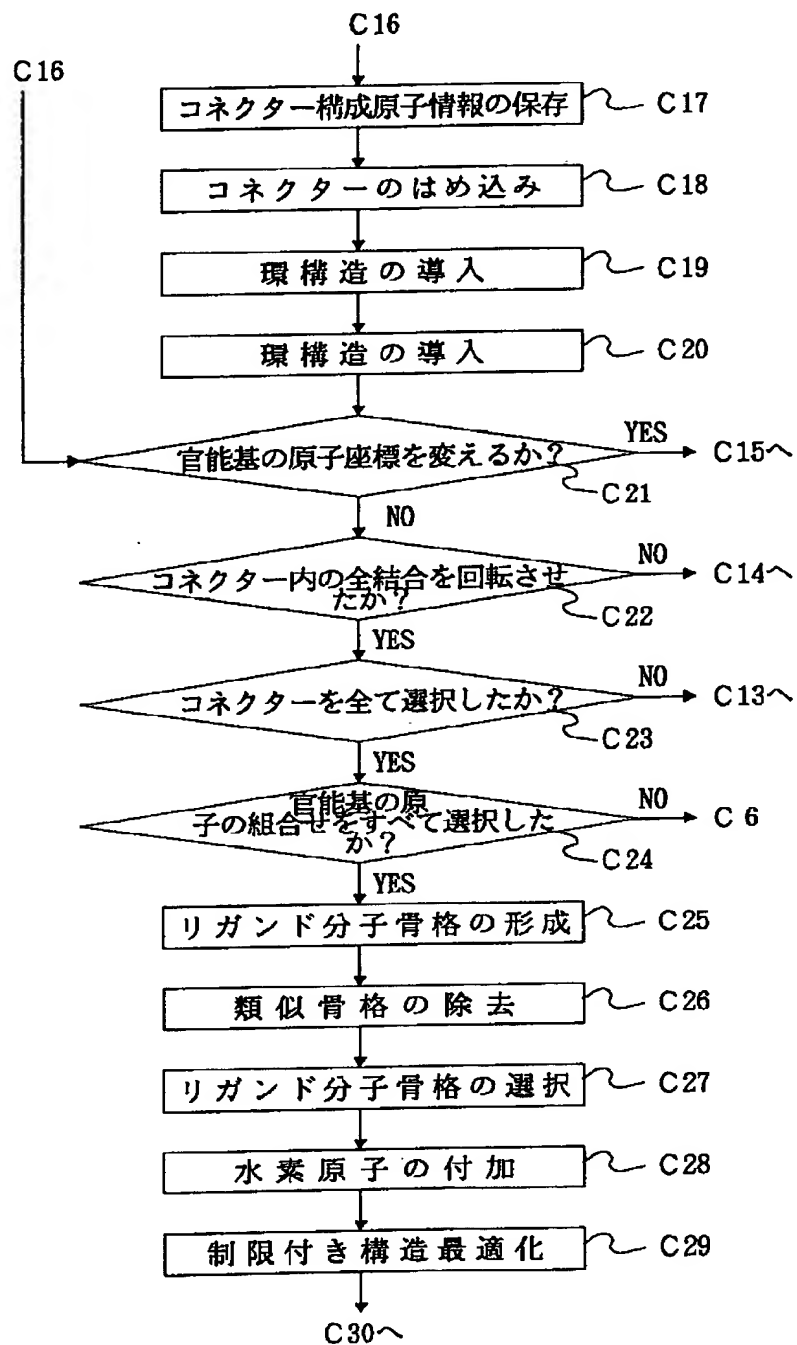 C16
C16
コネクター構成原子情報の保存
C17
コネクターのはめ込み
C18
環構造の導入
C19
環構造の導入
C20
官能基の原子座標を変えるか?
YES
C15へ
C21
NO
コネクター内の全結合を回転させ
たか?
NO
C14へ
C22
YES
コネクターを全て選択したか?
NO
C13へ
C23
YES
官能基の原
子の組合せをすべて選択した
か?
NO
C6
C24
YES
リガンド分子骨格の形成
C25
類似骨格の除去
C26
リガンド分子骨格の選択
C27
水素原子の付加
C28
制限付き構造最適化
C29
C30へ